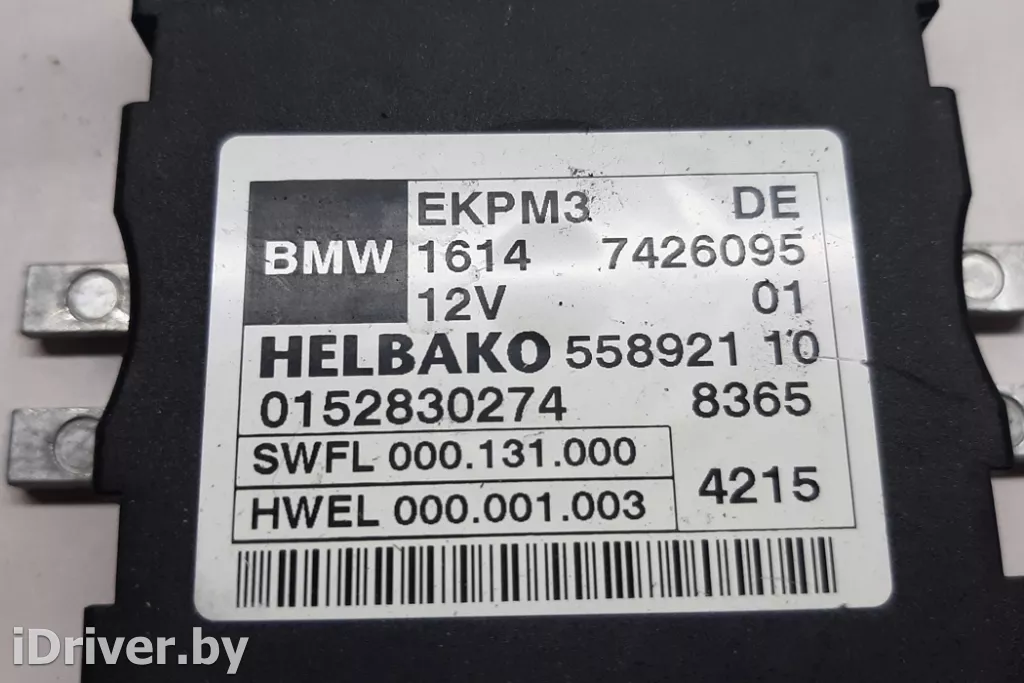 EKPM3 DE
BMW 1614 7426095
12V 01
HELBAKO 558921 10
0152830274 8365
SWFL 000.131.000
4215
HWEL 000.001.003
iDriver.by